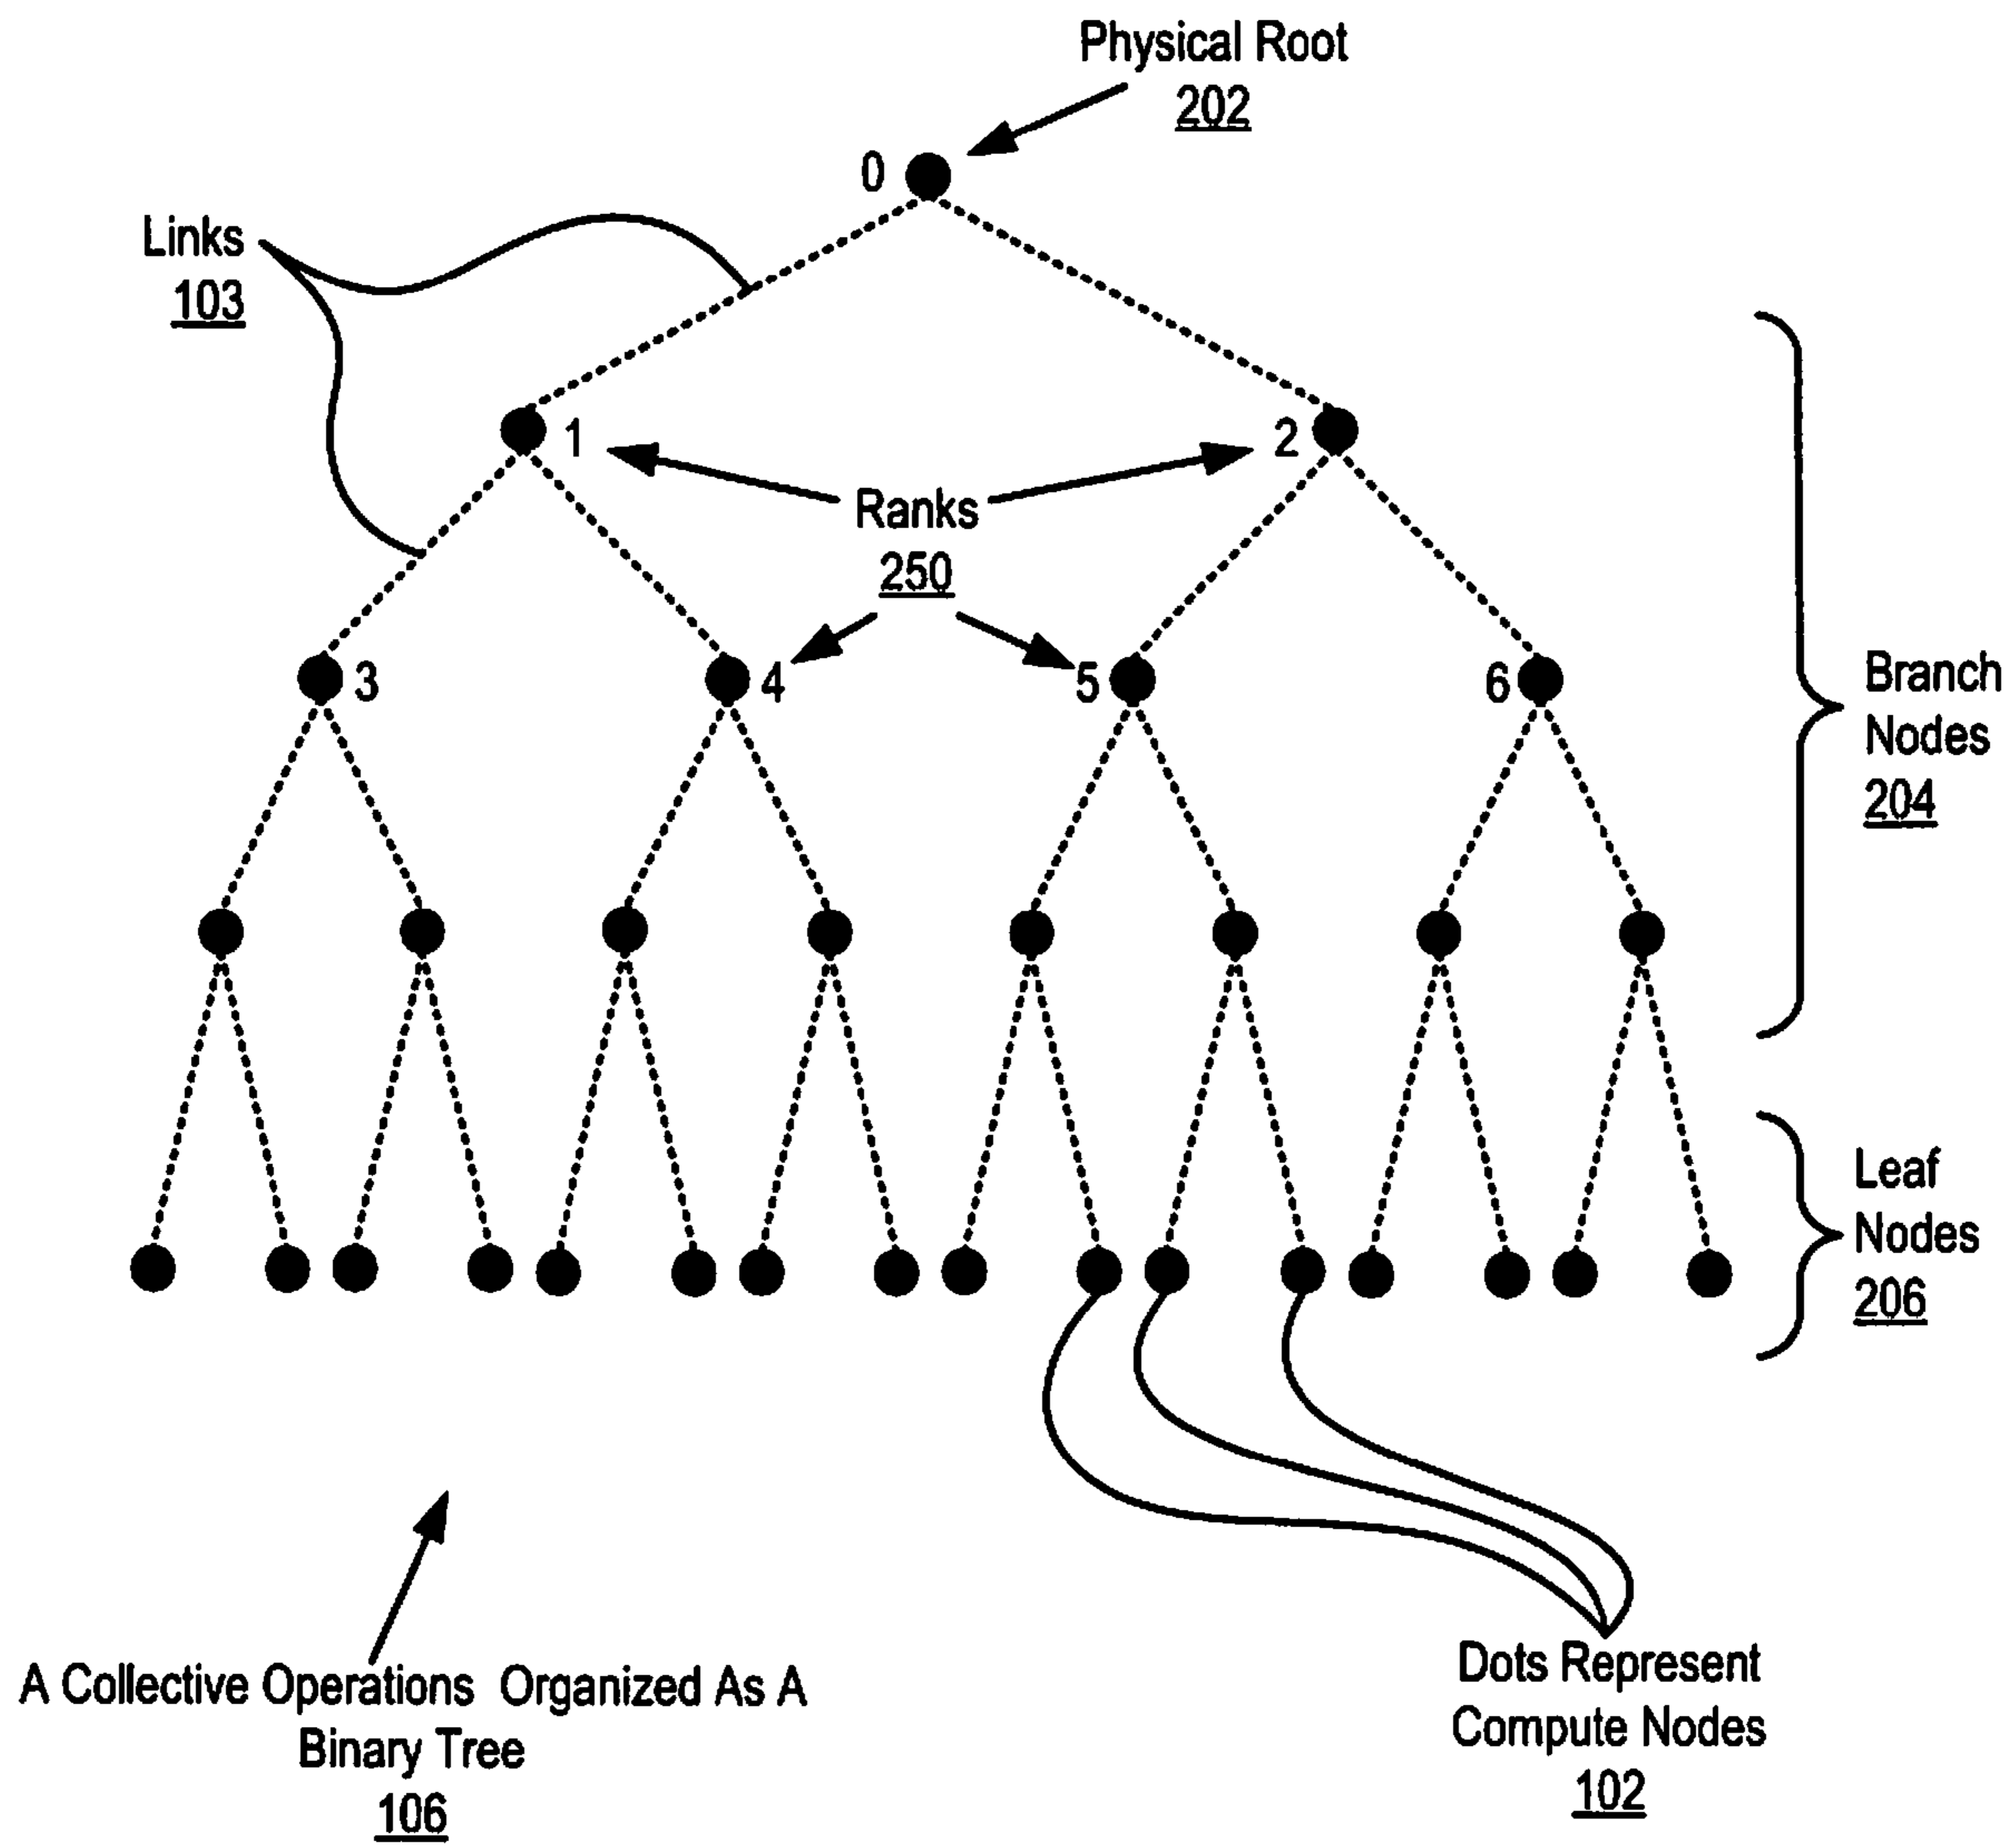 Physical Root
202
0
Links
103
1
2
Ranks
250
3
4
5
6
Branch
Nodes
204
Leaf
Nodes
206
A Collective Operations Organized As A
Binary Tree
106
Dots Represent
Compute Nodes
102